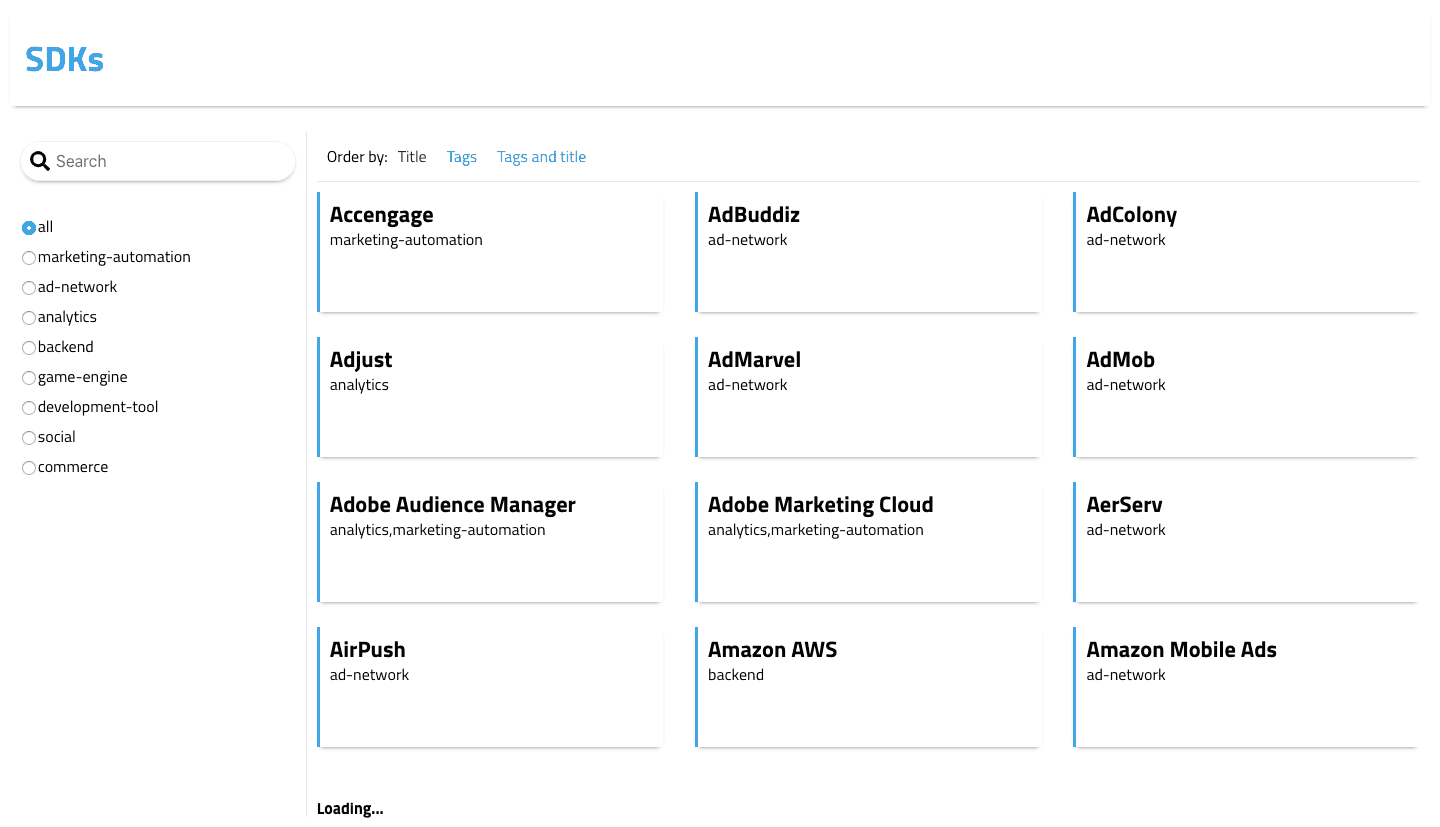 SDKs
Search
all
marketing-automation
ad-network
analytics
backend
game-engine
development-tool
social
commerce
Order by: Title Tags Tags and title
Accengage
marketing-automation
AdBuddiz
ad-network
AdColony
ad-network
Adjust
analytics
AdMarvel
ad-network
AdMob
ad-network
Adobe Audience Manager
analytics,marketing-automation
Adobe Marketing Cloud
analytics,marketing-automation
AerServ
ad-network
AirPush
ad-network
Amazon AWS
backend
Amazon Mobile Ads
ad-network
Loading...